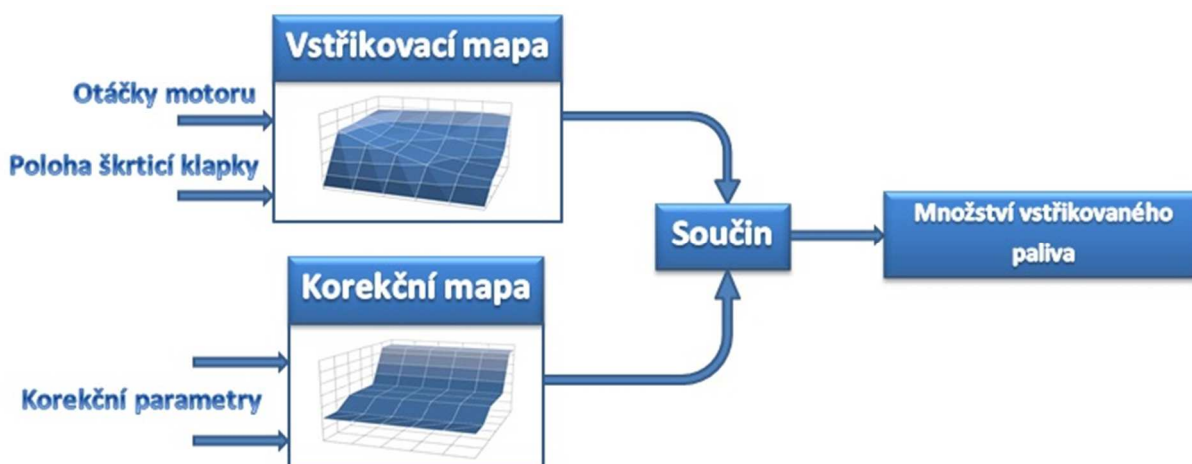 Vstřikovací mapa
Otáčky motoru
Poloha škrticí klapky
Součin
Množství vstřikovaného
paliva
Korekční mapa
Korekční parametry